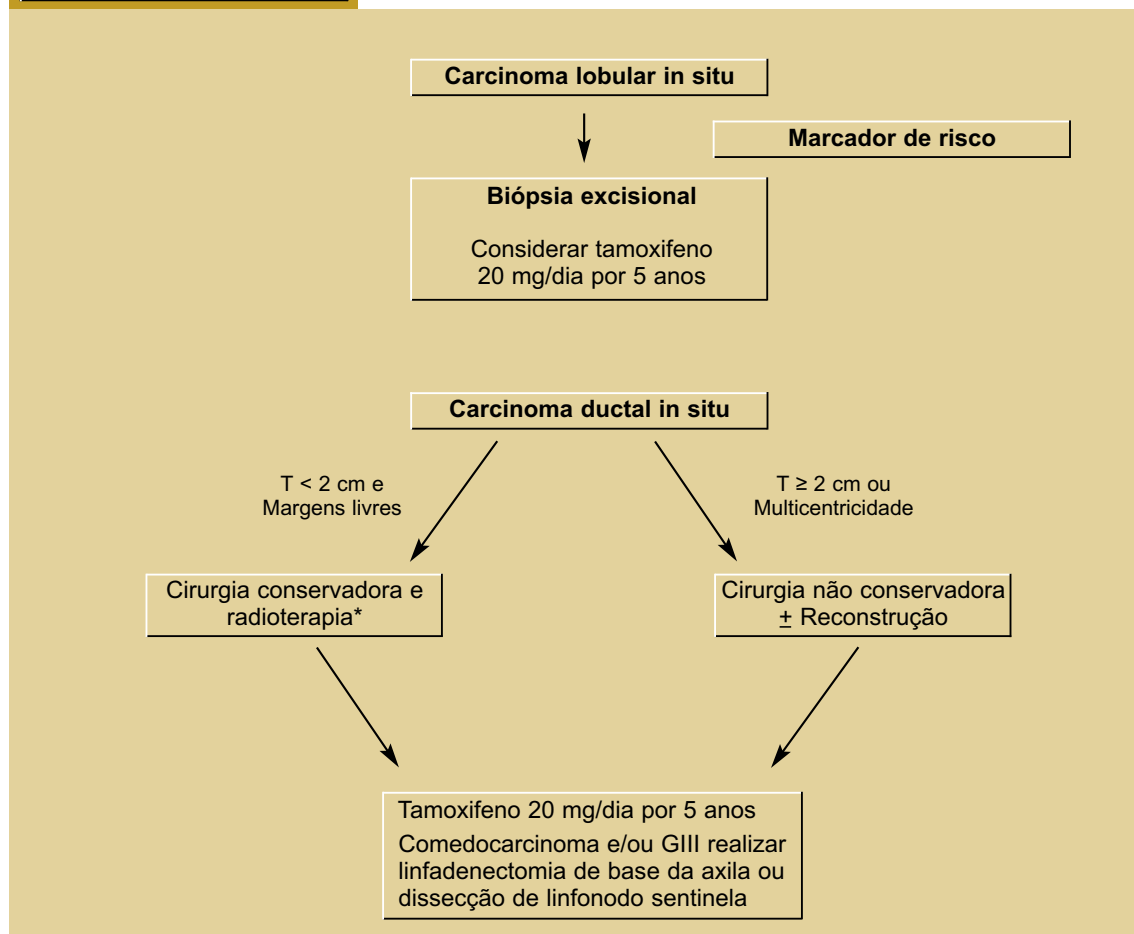 Carcinoma lobular in situ
Marcador de risco
Biópsia excisional
Considerar tamoxifeno
20 mg/dia por 5 anos
Carcinoma ductal in situ
T < 2 cm e
Margens livres
T ≥ 2 cm ou
Multicentricidade
Cirurgia conservadora e
radioterapia*
Cirurgia não conservadora
± Reconstrução
Tamoxifeno 20 mg/dia por 5 anos
Comedocarcinoma e/ou GIII realizar
linfadenectomia de base da axila ou
dissecção de linfonodo sentinela